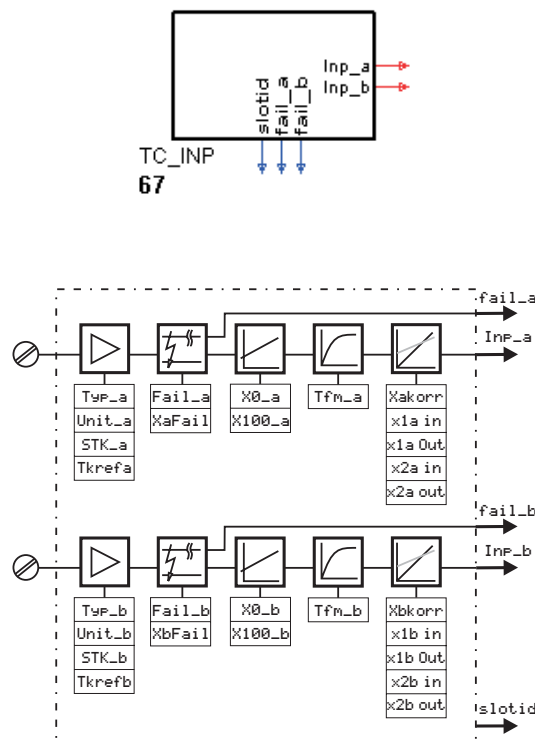 Inp_a
Inp_b
slotid
fail_a
fail_b
TC_INP
67
fail_a
Inp_a
Typ_a
Unit_a
STK_a
Tkrefa
Fail_a
XaFail
X0_a
X100_a
Tfm_a
Xakorr
x1a in
x1a Out
x2a in
x2a out
fail_b
Inp_b
Typ_b
Unit_b
STK_b
Tkrefb
Fail_b
XbFail
X0_b
X100_b
Tfm_b
Xbkorr
x1b in
x1b Out
x2b in
x2b out
slotid